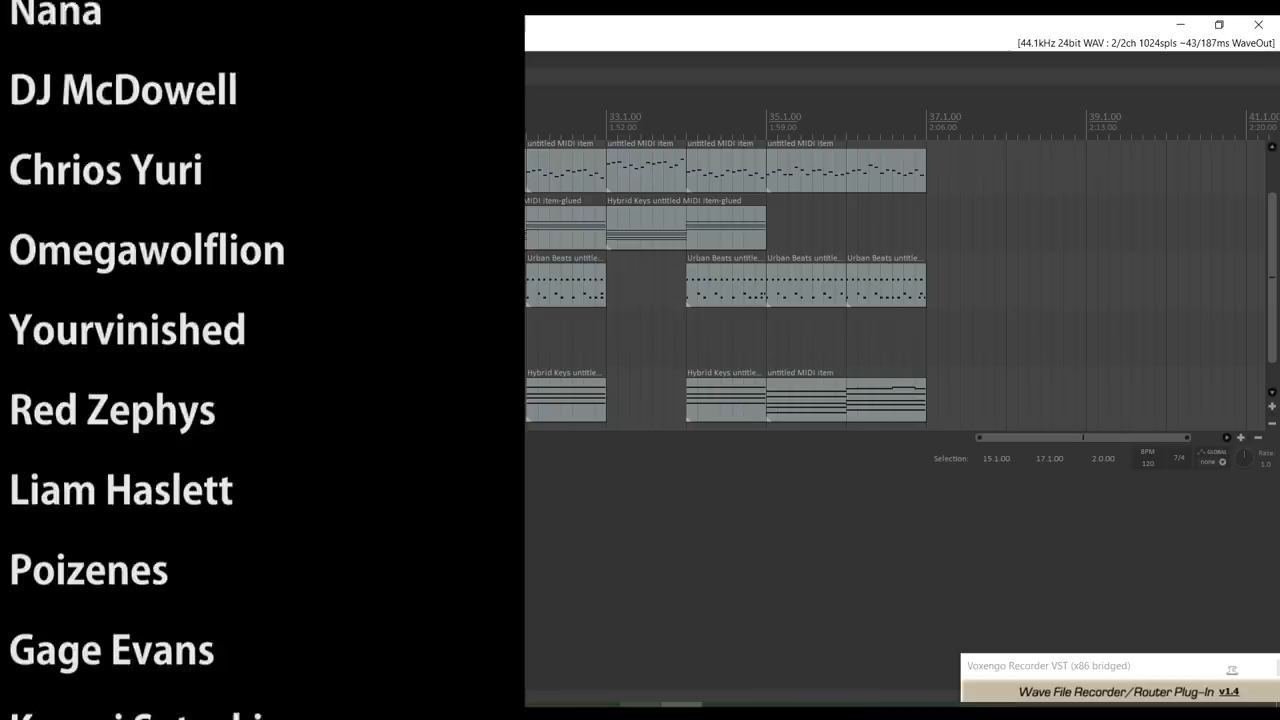 Nana
DJ McDowell
Chrios Yuri
Omegawolflion
Yourvinished
Red Zephys
Liam Haslett
Poizenes
Gage Evans
[44.1kHz 24bit WAV : 2/2ch 1024spls ~43/187ms WaveOut]
33.1.00 35.1.00 37.1.00 39.1.00 41.1.00
1:52.00 1:59.00 2:06.00 2:13.00 2:20.00
untitled MIDI item untitled MIDI item untitled MIDI item untitled MIDI item
MIDI item-glued Hybrid Keys untitled MIDI item-glued
Urban Beats untitle... Urban Beats untitle... Urban Beats untitle... Urban Beats untitle...
Hybrid Keys untitle... Hybrid Keys untitle... untitled MIDI item
Selection: 15.1.00 17.1.00 2.0.00 BPM 120 7/4 GLOBAL none Rate: 1.0
Voxengo Recorder VST (x86 bridged)
Wave File Recorder/Router Plug-In v1.4